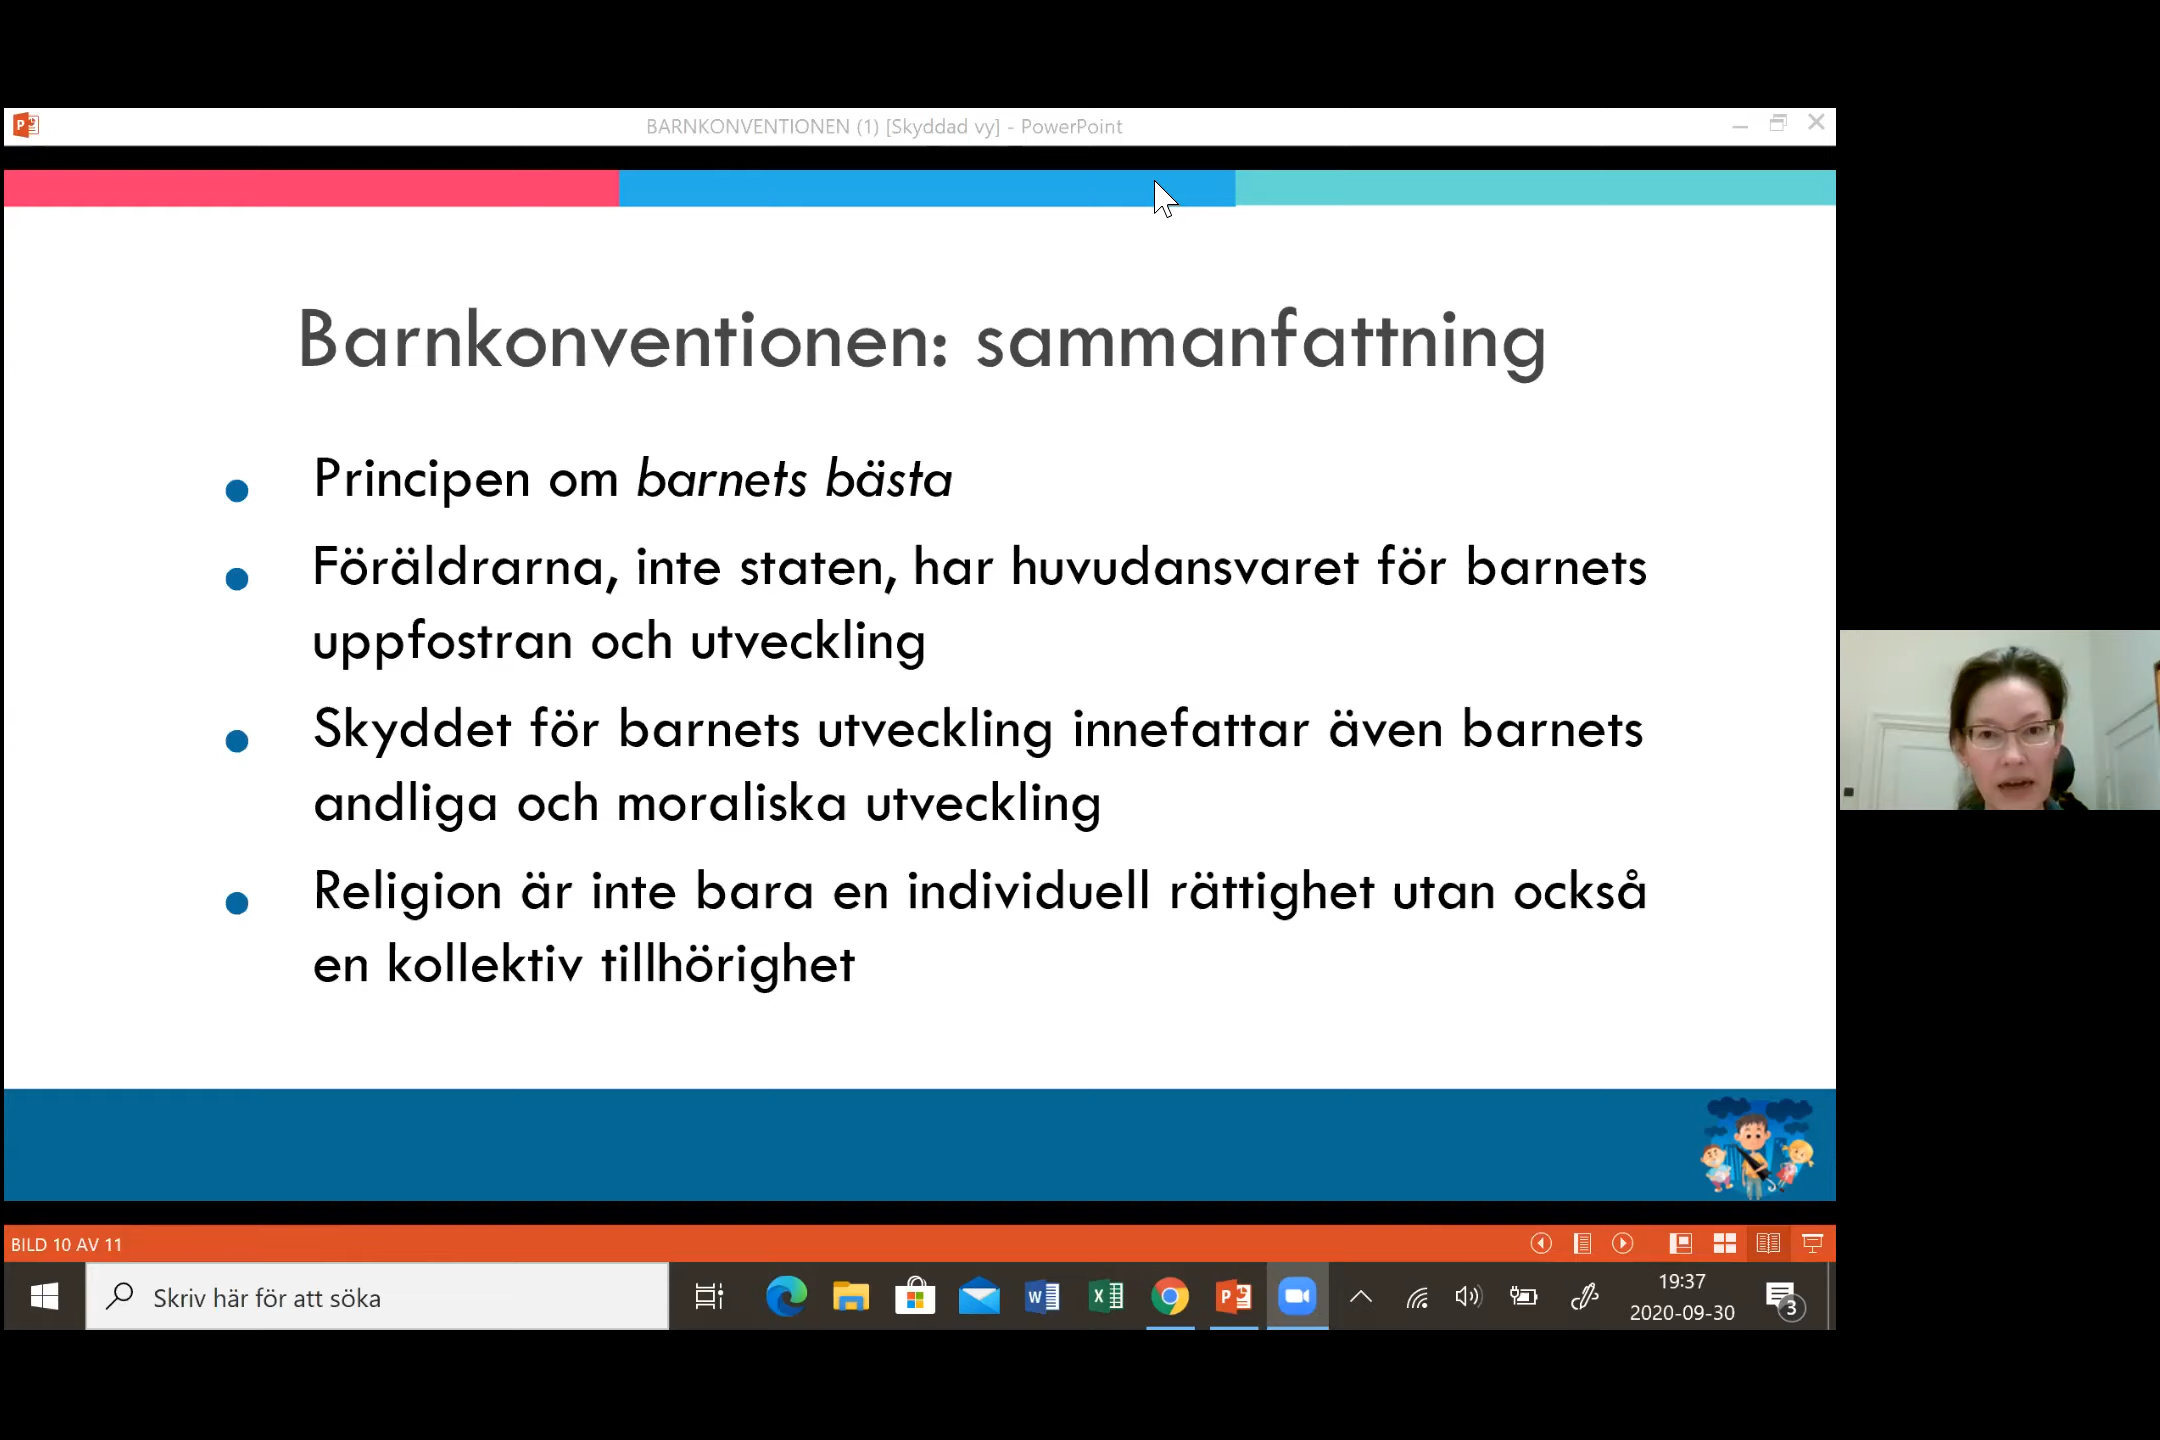 BARNKONVENTIONEN (1) [Skyddad vy] - PowerPoint
Barnkonventionen: sammanfattning
Principen om barnets bästa
Föräldrarna, inte staten, har huvudansvaret för barnets
uppfostran och utveckling
Skyddet för barnets utveckling innefattar även barnets
andliga och moraliska utveckling
Religion är inte bara en individuell rättighet utan också
en kollektiv tillhörighet
BILD 10 AV 11
Skriv här för att söka
19:37
2020-09-30
3